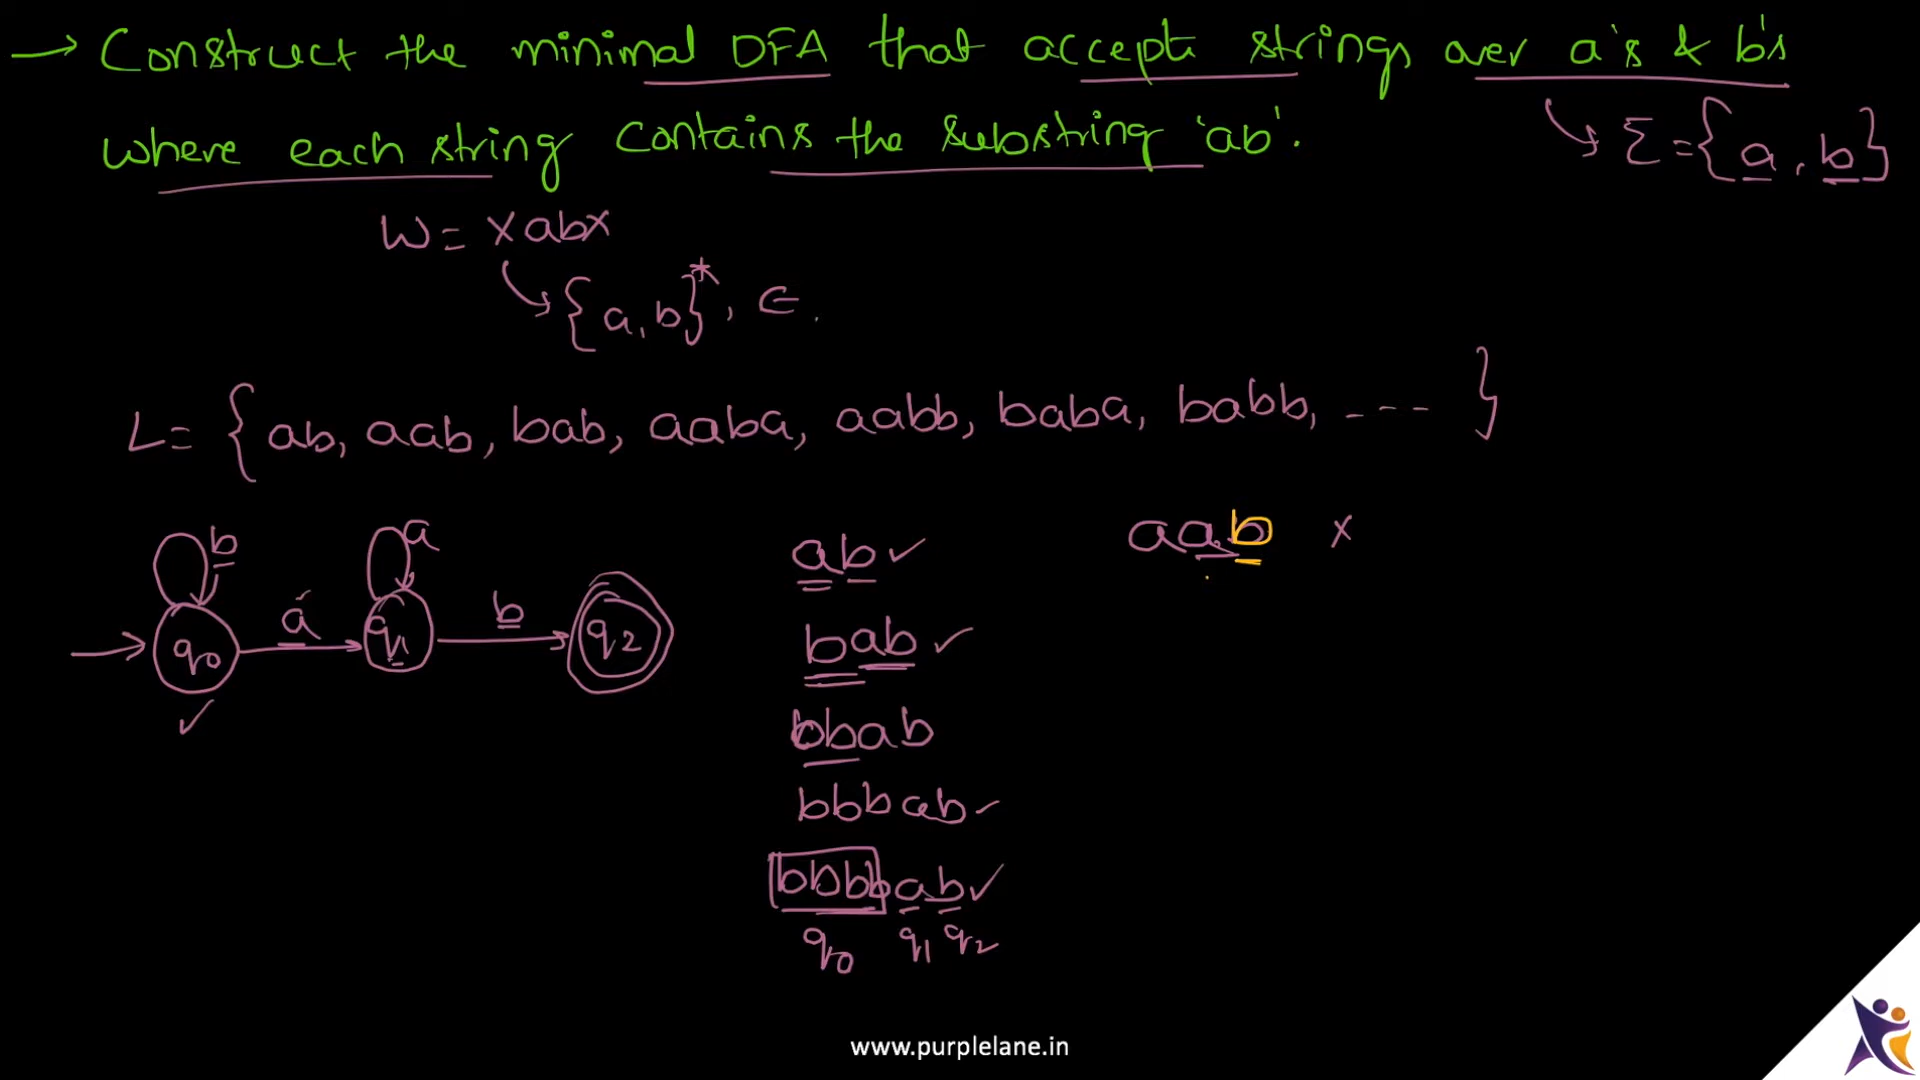 → Construct the minimal DFA that accepts strings over a's & b's
where each string contains the substring 'ab'.
Σ={a, b}
W = xabx
{a, b}*, ∈.
L = { ab, aab, bab, aaba, aabb, baba, babb, ---- }
b
a
q0
a
q1
b
q2
✓
ab ✓
bab ✓
bbab
bbbab ✓
bbbbab ✓
q0 q1 q2
aab x
www.purplelane.in